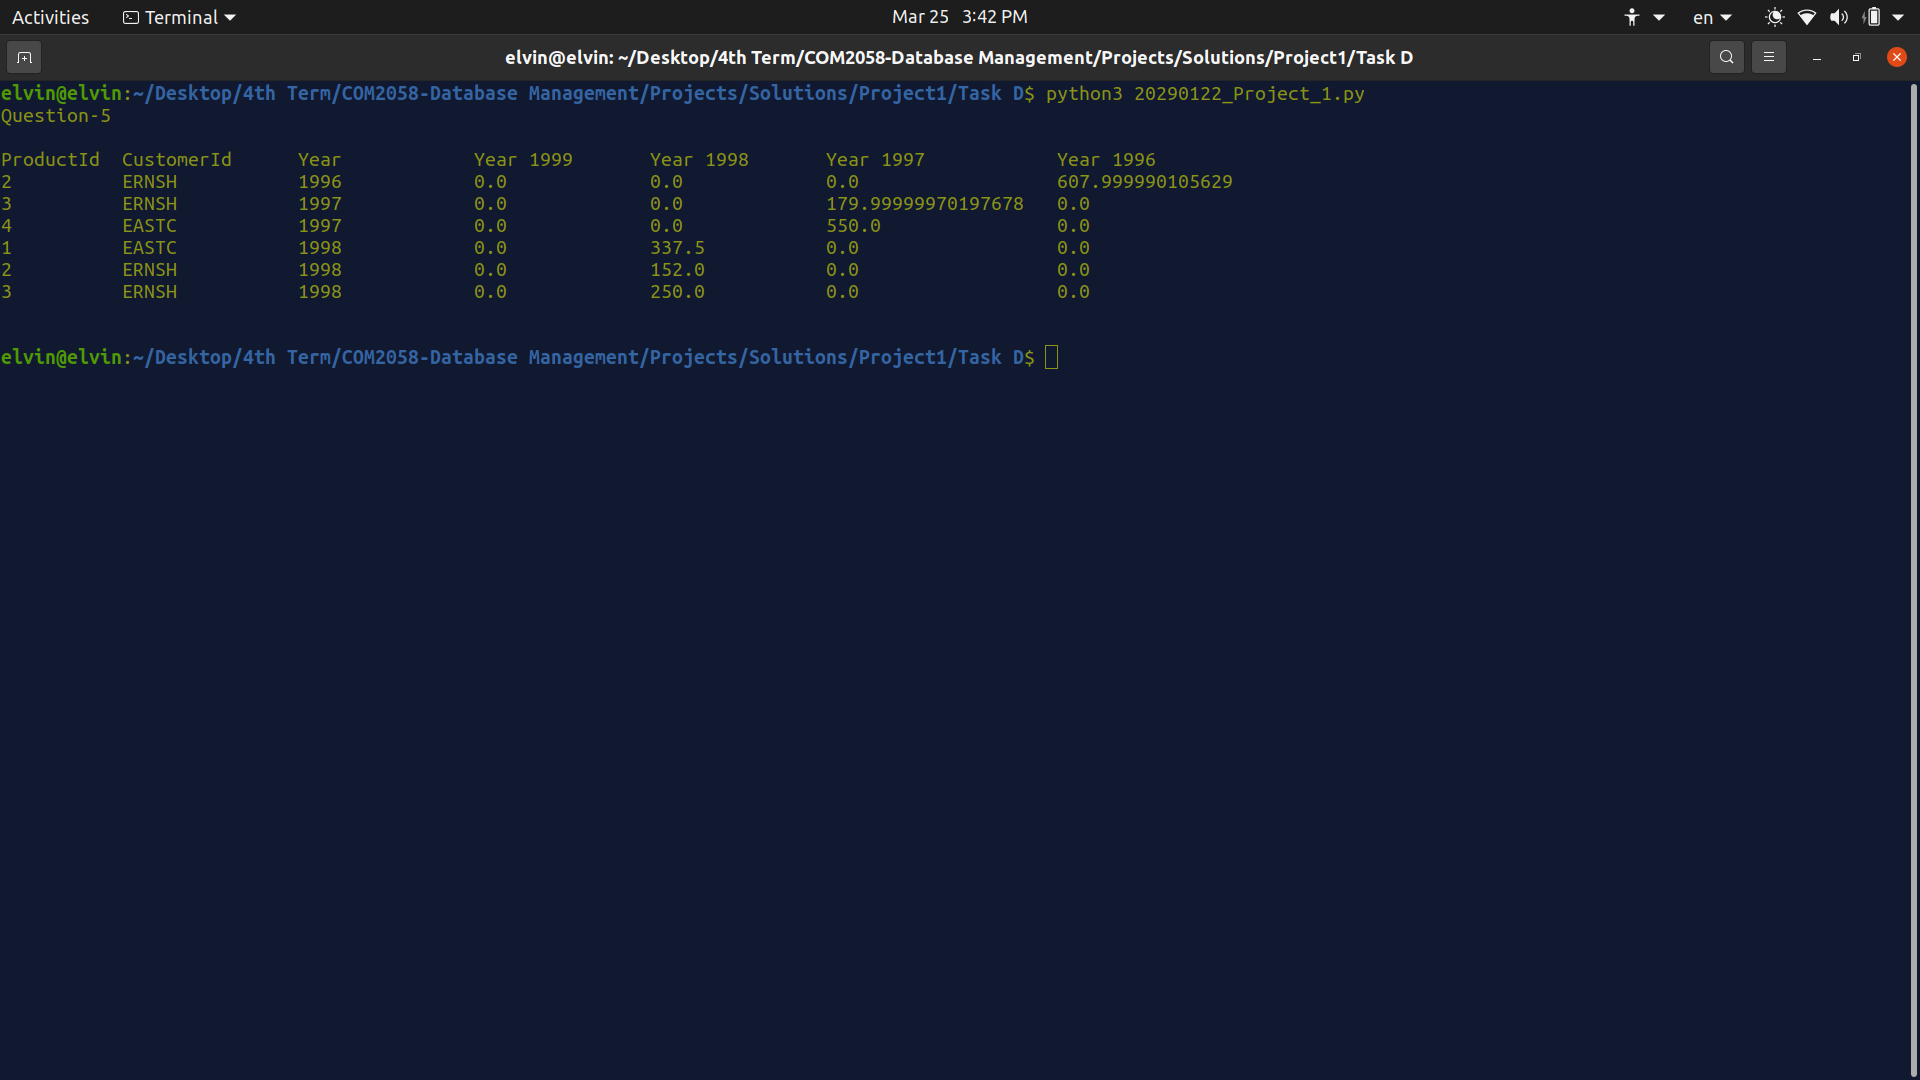 Activities Terminal Mar 25 3:42 PM en
elvin@elvin: ~/Desktop/4th Term/COM2058-Database Management/Projects/Solutions/Project1/Task D
elvin@elvin:~/Desktop/4th Term/COM2058-Database Management/Projects/Solutions/Project1/Task D$ python3 20290122_Project_1.py
Question-5
ProductId CustomerId Year Year 1999 Year 1998 Year 1997 Year 1996
2 ERNSH 1996 0.0 0.0 0.0 607.999990105629
3 ERNSH 1997 0.0 0.0 179.99999970197678 0.0
4 EASTC 1997 0.0 0.0 550.0 0.0
1 EASTC 1998 0.0 337.5 0.0 0.0
2 ERNSH 1998 0.0 152.0 0.0 0.0
3 ERNSH 1998 0.0 250.0 0.0 0.0
elvin@elvin:~/Desktop/4th Term/COM2058-Database Management/Projects/Solutions/Project1/Task D$